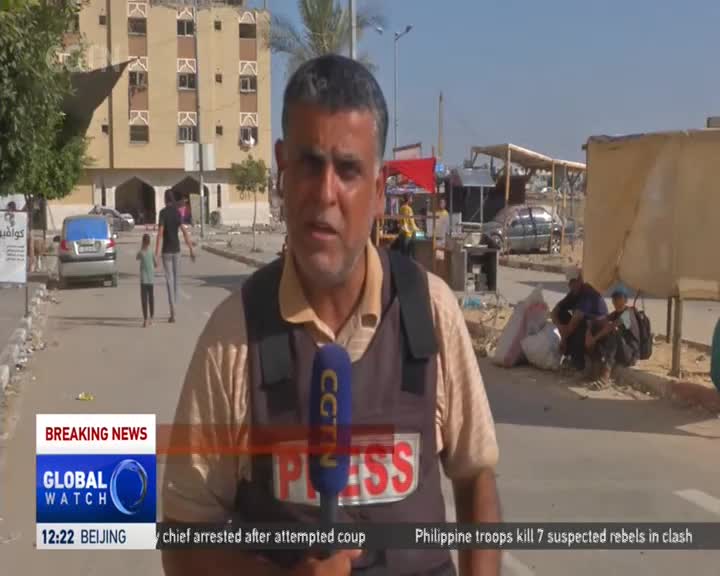 CGTN
كوافير
CGTN
PRESS
BREAKING NEWS
GLOBAL
WATCH
12:22 BEIJING
y chief arrested after attempted coup Philippine troops kill 7 suspected rebels in clash